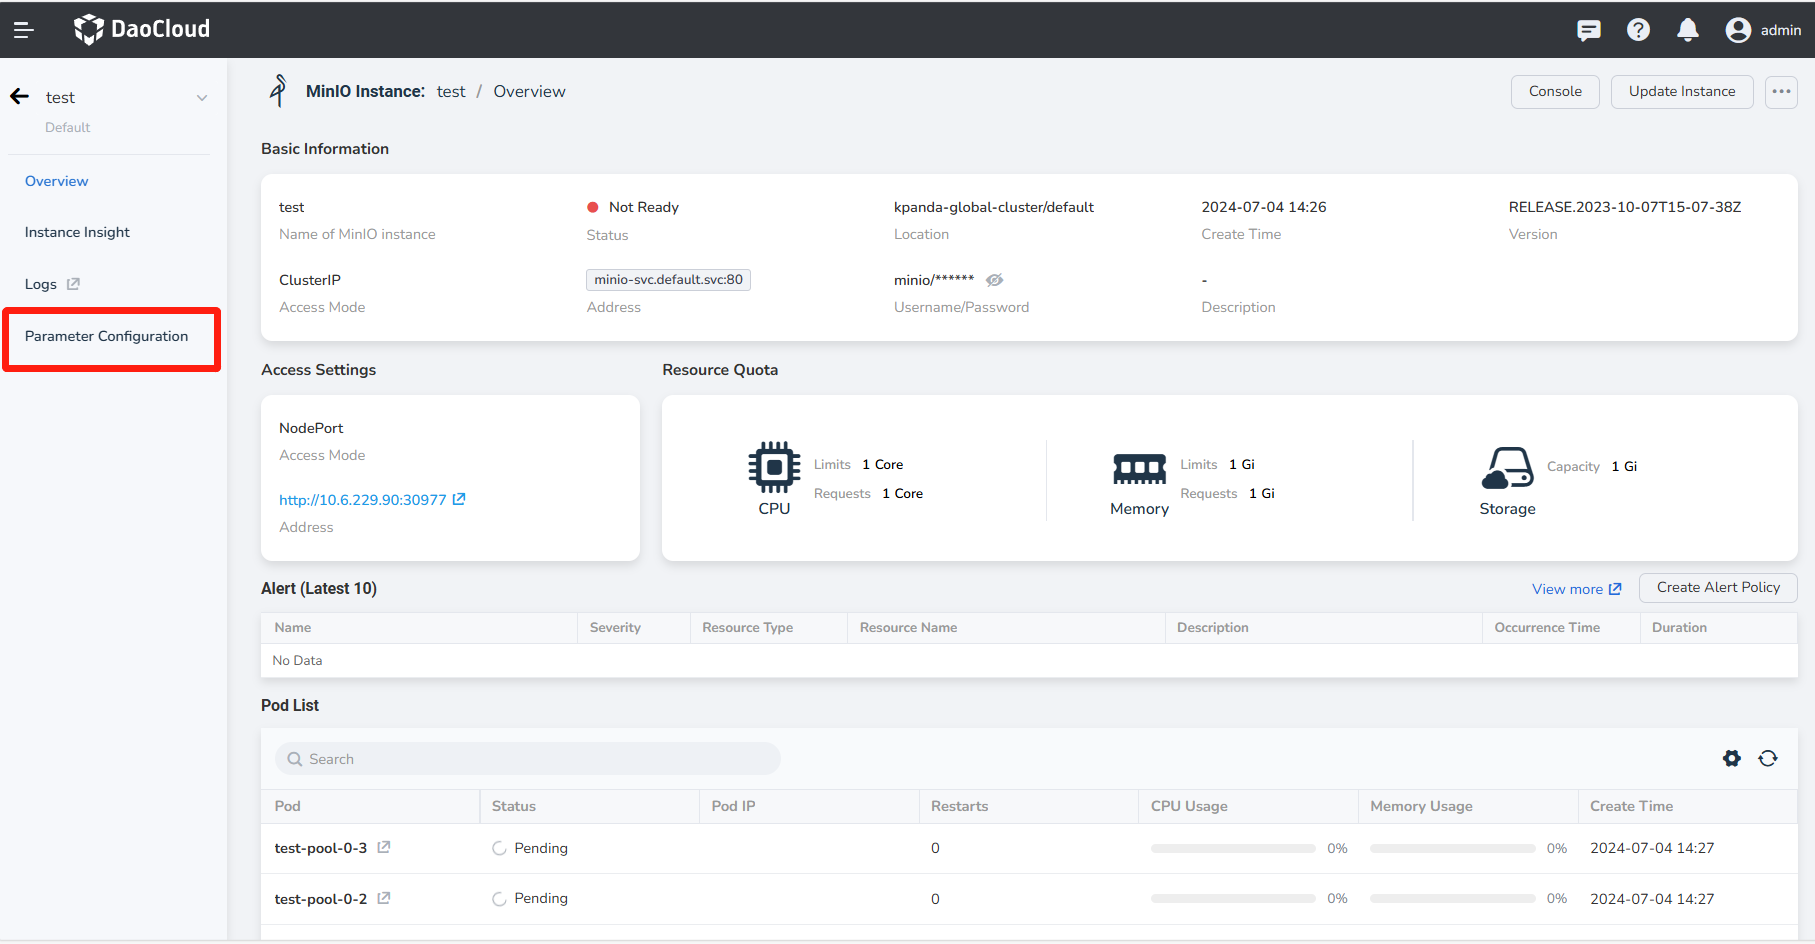 DaoCloud
admin
test
Default
Overview
Instance Insight
Logs
Parameter Configuration
MinIO Instance: test / Overview
Console
Update Instance
Basic Information
test
Name of MinIO instance
Not Ready
Status
kpanda-global-cluster/default
Location
2024-07-04 14:26
Create Time
RELEASE.2023-10-07T15-07-38Z
Version
ClusterIP
Access Mode
minio-svc.default.svc:80
Address
minio/******
Username/Password
-
Description
Access Settings
NodePort
Access Mode
http://10.6.229.90:30977
Address
Resource Quota
CPU
Limits 1 Core
Requests 1 Core
Memory
Limits 1 Gi
Requests 1 Gi
Storage
Capacity 1 Gi
Alert (Latest 10)
View more
Create Alert Policy
Name Severity Resource Type Resource Name Description Occurrence Time Duration
No Data
Pod List
Search
Pod Status Pod IP Restarts CPU Usage Memory Usage Create Time
test-pool-0-3 Pending 0 0% 0% 2024-07-04 14:27
test-pool-0-2 Pending 0 0% 0% 2024-07-04 14:27